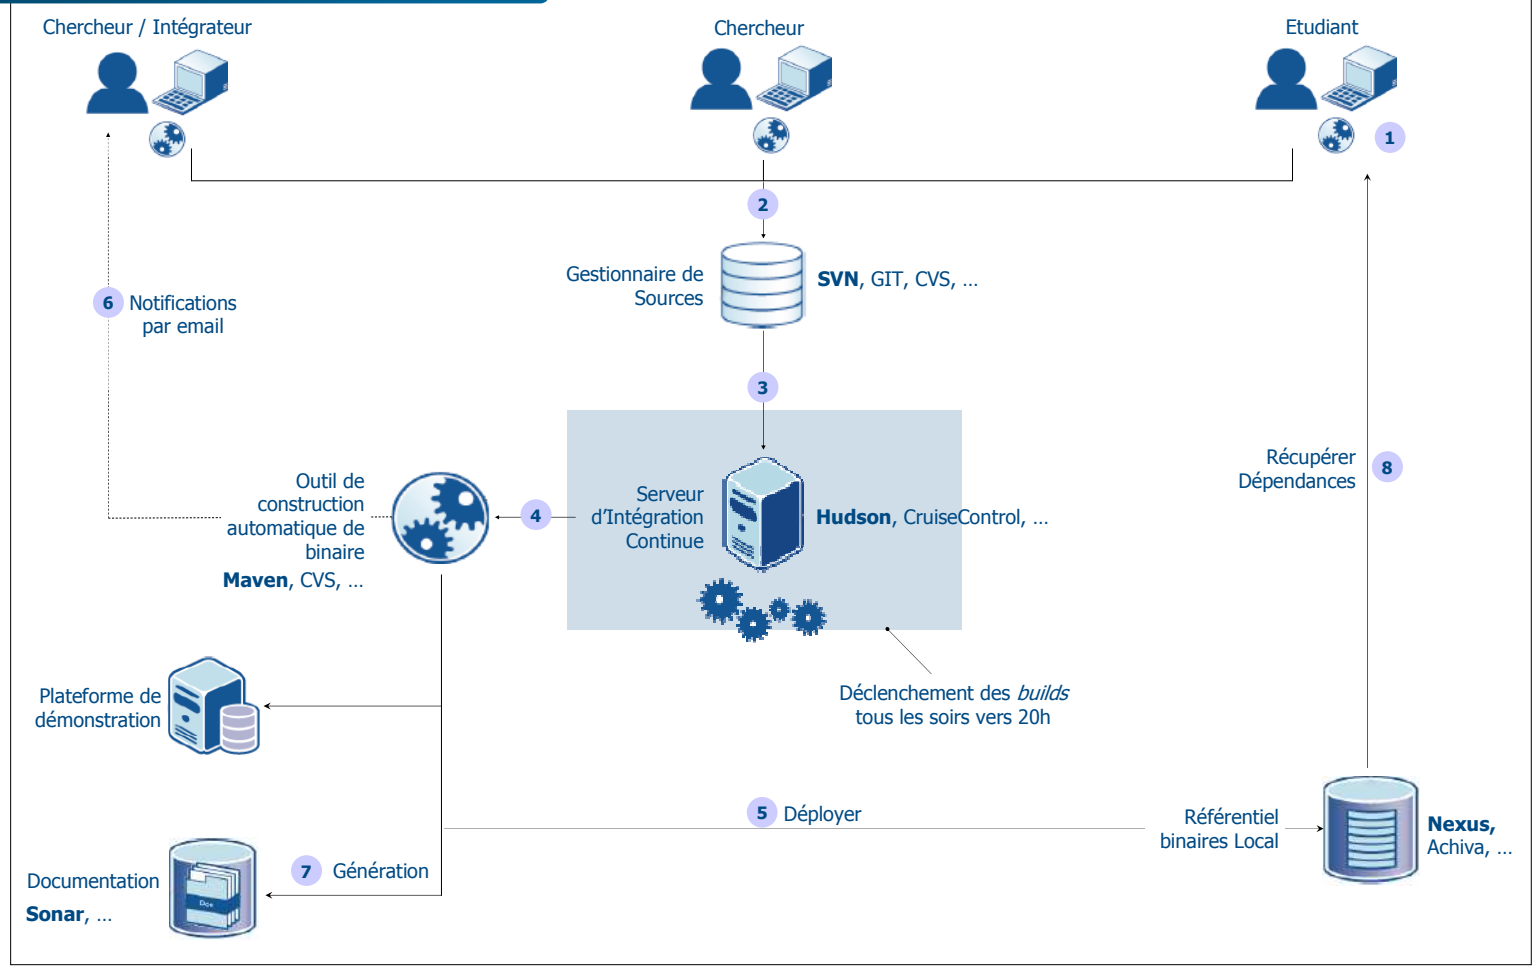 Chercheur / Intégrateur
Chercheur
Etudiant
1
2
Gestionnaire de
Sources
SVN, GIT, CVS, ...
6 Notifications
par email
3
Récupérer
Dépendances
8
Outil de
construction
automatique de
binaire
Maven, CVS, ...
4
Serveur
d'Intégration
Continue
Hudson, CruiseControl, ...
Déclenchement des builds
tous les soirs vers 20h
Plateforme de
démonstration
5 Déployer
Référentiel
binaires Local
Nexus,
Achiva, ...
7 Génération
Documentation
Sonar, ...
Doc